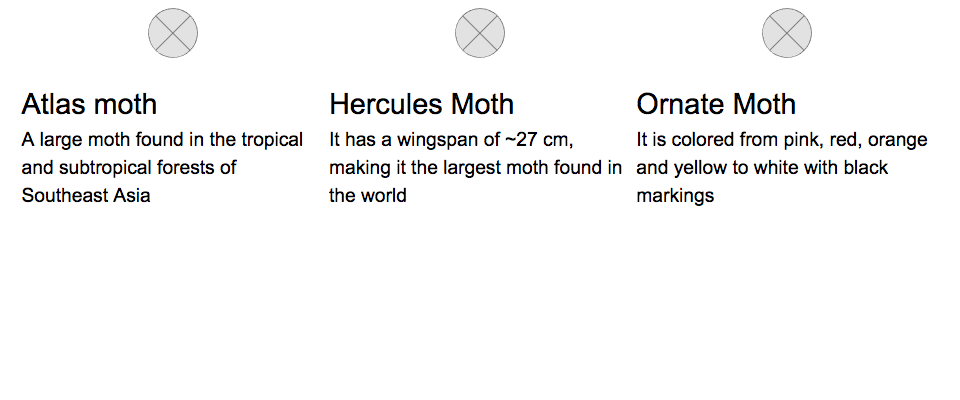 Atlas moth
A large moth found in the tropical
and subtropical forests of
Southeast Asia
Hercules Moth
It has a wingspan of ~27 cm,
making it the largest moth found in
the world
Ornate Moth
It is colored from pink, red, orange
and yellow to white with black
markings